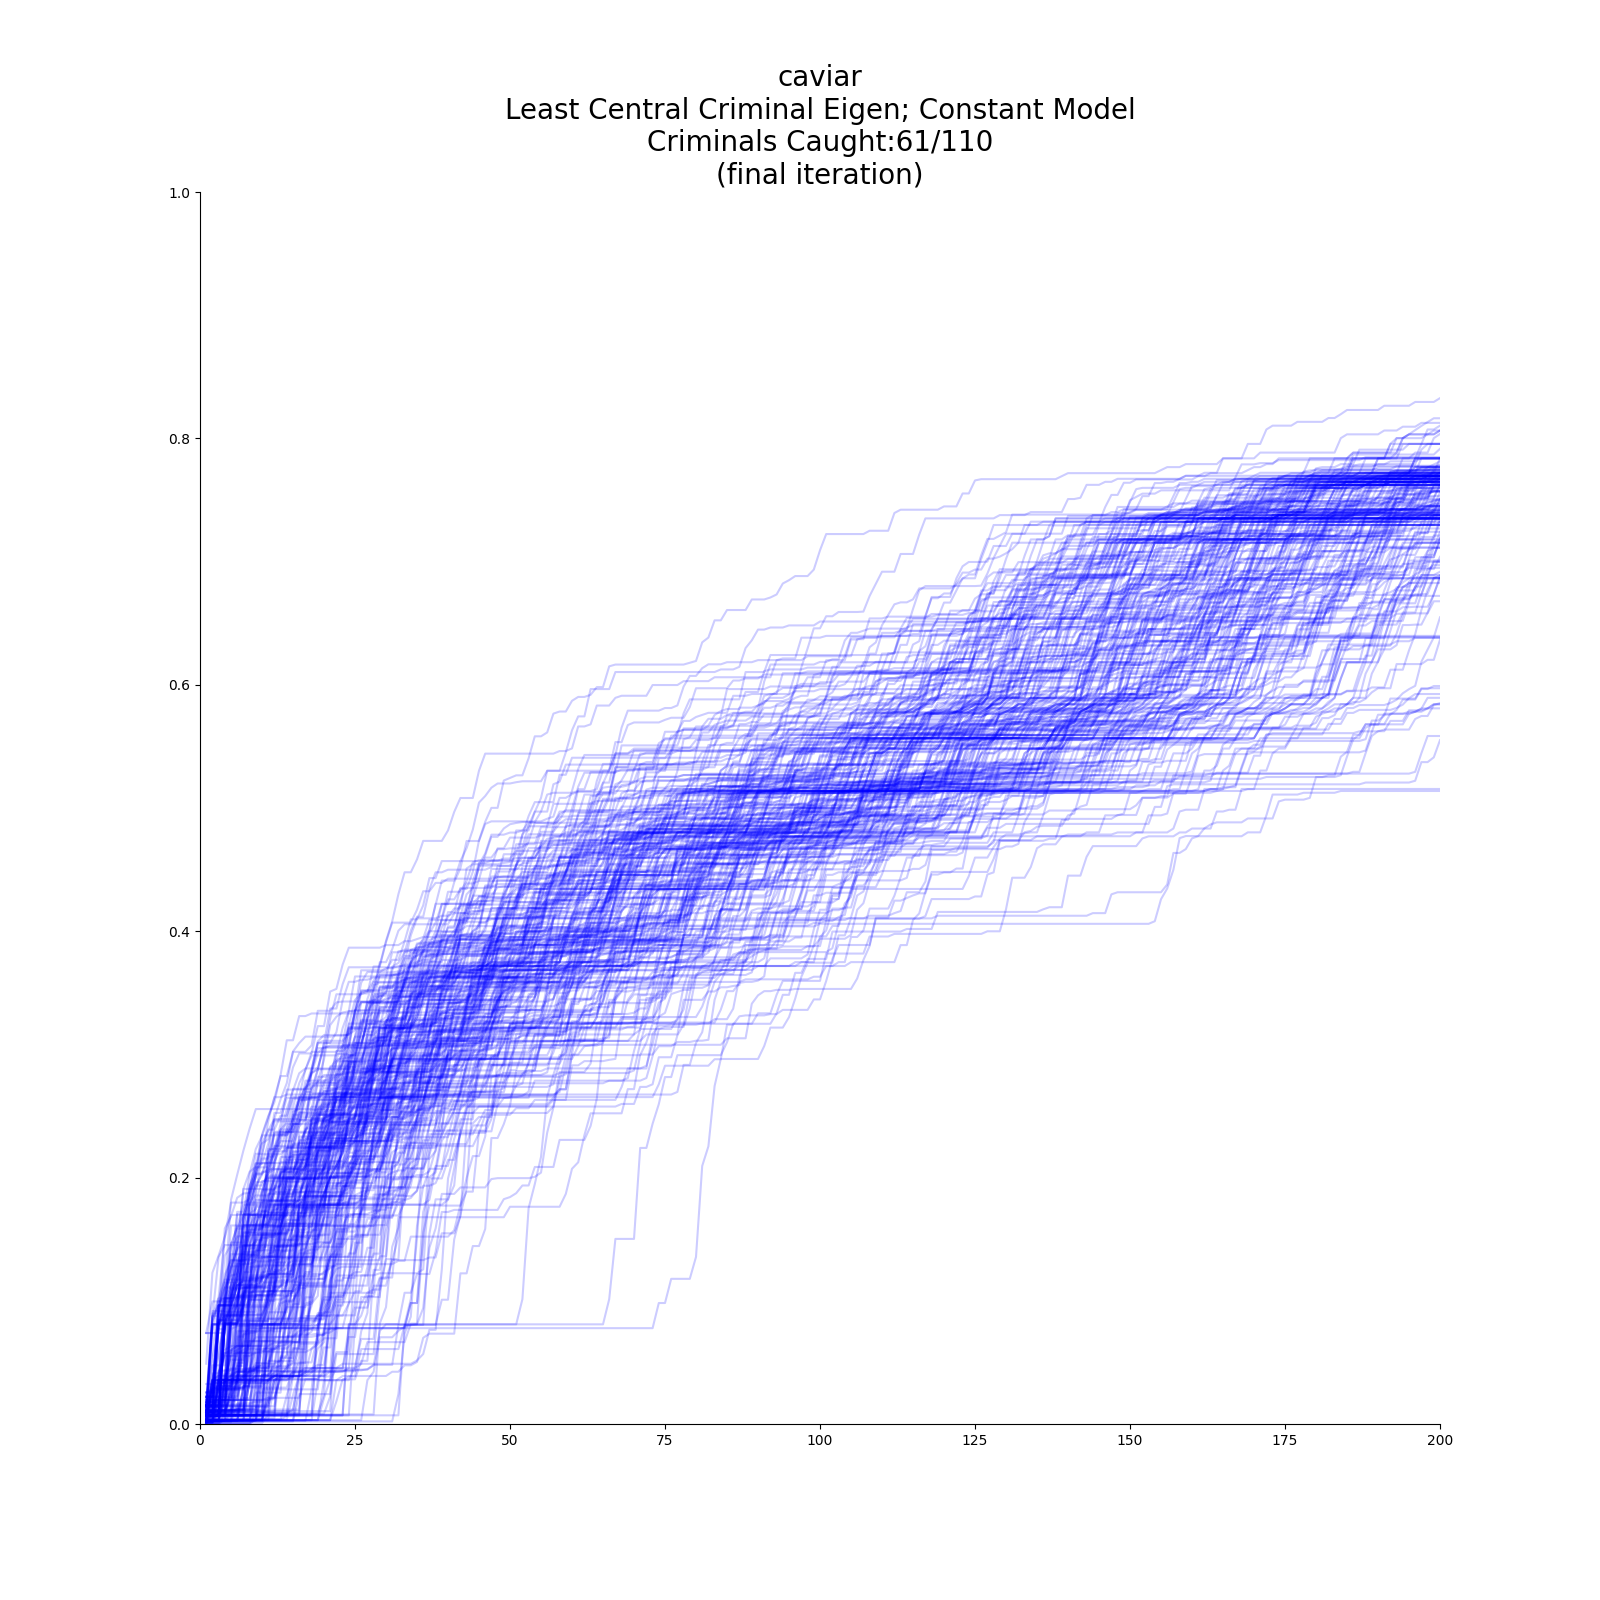 caviar
Least Central Criminal Eigen; Constant Model
Criminals Caught:61/110
(final iteration)
1.0
0.8
0.6
0.4
0.2
0.0
0 25 50 75 100 125 150 175 200